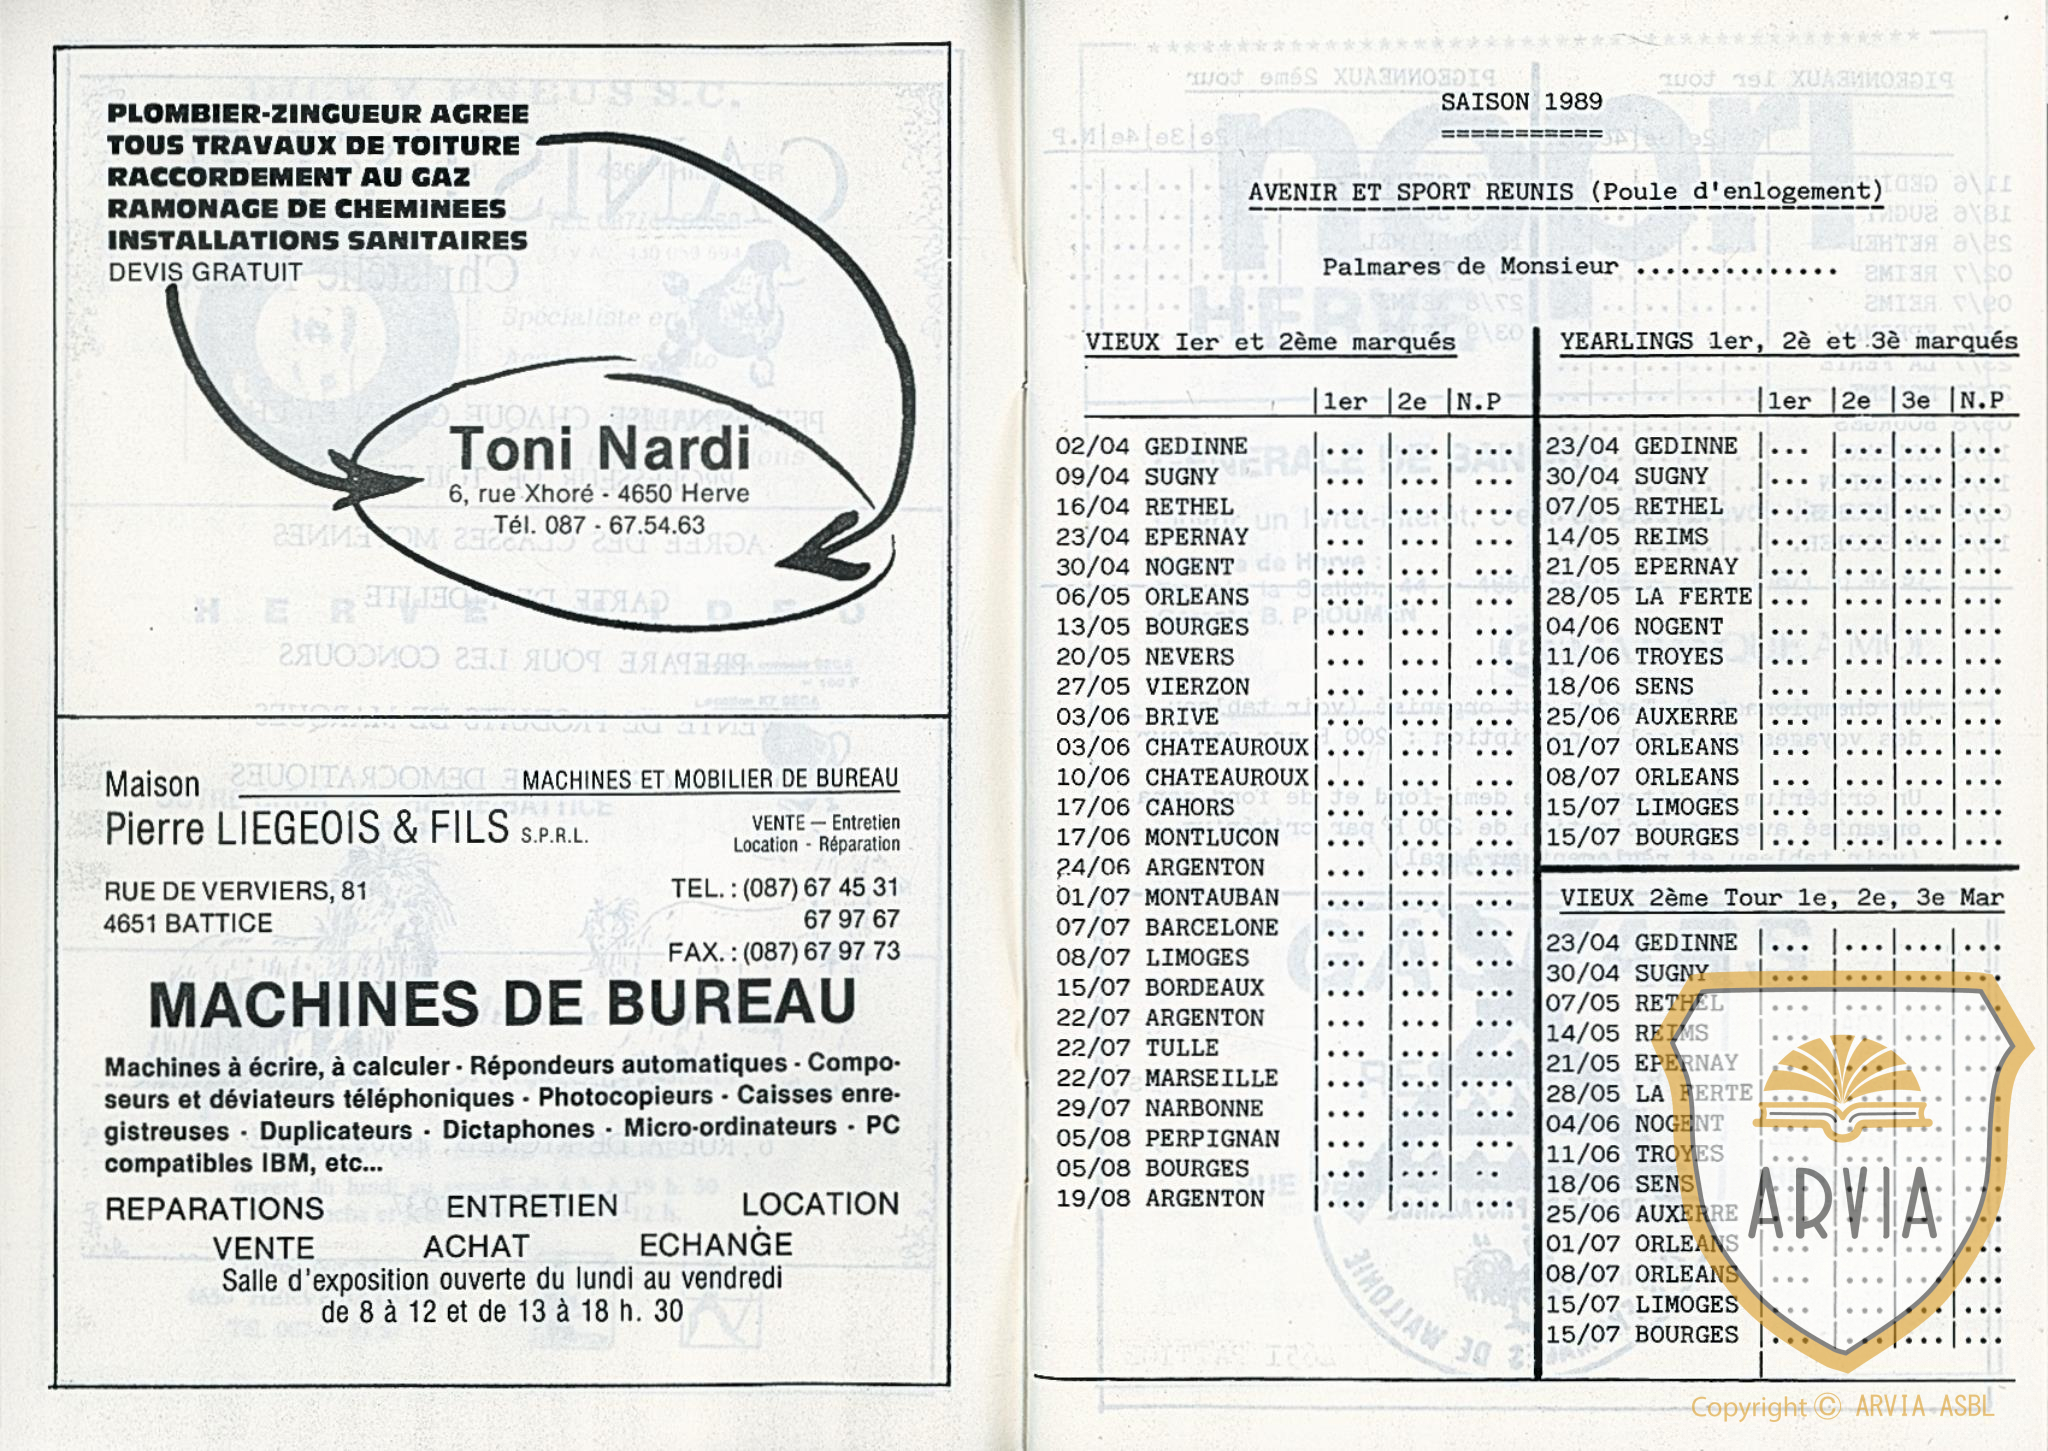 PLOMBIER-ZINGUEUR AGREE
TOUS TRAVAUX DE TOITURE
RACCORDEMENT AU GAZ
RAMONAGE DE CHEMINEES
INSTALLATIONS SANITAIRES
DEVIS GRATUIT
Toni Nardi
6, rue Xhoré - 4650 Herve
Tél. 087 - 67.54.63
Maison
MACHINES ET MOBILIER DE BUREAU
Pierre LIEGEOIS & FILS S.P.R.L.
VENTE — Entretien
Location - Réparation
RUE DE VERVIERS, 81
4651 BATTICE
TEL. : (087) 67 45 31
67 97 67
FAX. : (087) 67 97 73
MACHINES DE BUREAU
Machines à écrire, à calculer - Répondeurs automatiques - Compo-
seurs et déviateurs téléphoniques - Photocopieurs - Caisses enre-
gistreuses - Duplicateurs - Dictaphones - Micro-ordinateurs - PC
compatibles IBM, etc...
REPARATIONS ENTRETIEN LOCATION
VENTE ACHAT ECHANGE
Salle d'exposition ouverte du lundi au vendredi
de 8 à 12 et de 13 à 18 h. 30
SAISON 1989
===========
AVENIR ET SPORT REUNIS (Poule d'enlogement)
Palmares de Monsieur ..............
VIEUX Ier et 2ème marqués
|1er |2e |N.P
02/04 GEDINNE |...|...| ...
09/04 SUGNY |...|...| ...
16/04 RETHEL |...|...| ...
23/04 EPERNAY |...|...| ...
30/04 NOGENT |...|...| ...
06/05 ORLEANS |...|...| ...
13/05 BOURGES |...|...| ...
20/05 NEVERS |...|...| ...
27/05 VIERZON |...|...| ...
03/06 BRIVE |...|...| ...
03/06 CHATEAUROUX|...|...| ...
10/06 CHATEAUROUX|...|...| ...
17/06 CAHORS |...|...| ...
17/06 MONTLUCON |...|...| ...
24/06 ARGENTON |...|...| ...
01/07 MONTAUBAN |...|...| ...
07/07 BARCELONE |...|...| ...
08/07 LIMOGES |...|...| ...
15/07 BORDEAUX |...|...| ...
22/07 ARGENTON |...|...| ...
22/07 TULLE |...|...| ...
22/07 MARSEILLE |...|...|....
29/07 NARBONNE |...|...| ...
05/08 PERPIGNAN |...|...| ...
05/08 BOURGES |...|...| ...
19/08 ARGENTON |...|...| ...
YEARLINGS 1er, 2è et 3è marqués
|1er |2e |3e |N.P
23/04 GEDINNE |... |...|...|...
30/04 SUGNY |... |...|...|...
07/05 RETHEL |... |...|...|...
14/05 REIMS |... |...|...|...
21/05 EPERNAY |... |...|...|...
28/05 LA FERTE|... |...|...|...
04/06 NOGENT |... |...|...|...
11/06 TROYES |... |...|...|...
18/06 SENS |... |...|...|...
25/06 AUXERRE |... |...|...|...
01/07 ORLEANS |... |...|...|...
08/07 ORLEANS |... |...|...|...
15/07 LIMOGES |... |...|...|...
15/07 BOURGES |... |...|...|...
VIEUX 2ème Tour 1e, 2e, 3e Mar
23/04 GEDINNE |... |...|...|...
30/04 SUGNY |... |...|...|...
07/05 RETHEL |... |...|...|...
14/05 REIMS |... |...|...|...
21/05 EPERNAY |... |...|...|...
28/05 LA FERTE|... |...|...|...
04/06 NOGENT |... |...|...|...
11/06 TROYES |... |...|...|...
18/06 SENS |... |...|...|...
25/06 AUXERRE |... |...|...|...
01/07 ORLEANS |... |...|...|...
08/07 ORLEANS |... |...|...|...
15/07 LIMOGES |... |...|...|...
15/07 BOURGES |... |...|...|...
ARVIA
Copyright © ARVIA ASBL